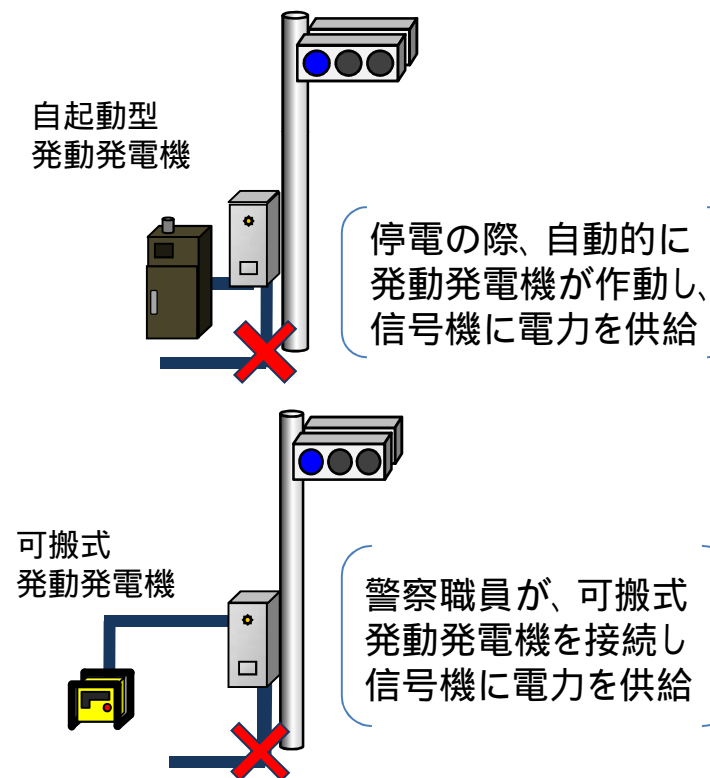 自起動型
発動発電機
停電の際、自動的に
発動発電機が作動し、
信号機に電力を供給
可搬式
発動発電機
警察職員が、可搬式
発動発電機を接続し
信号機に電力を供給